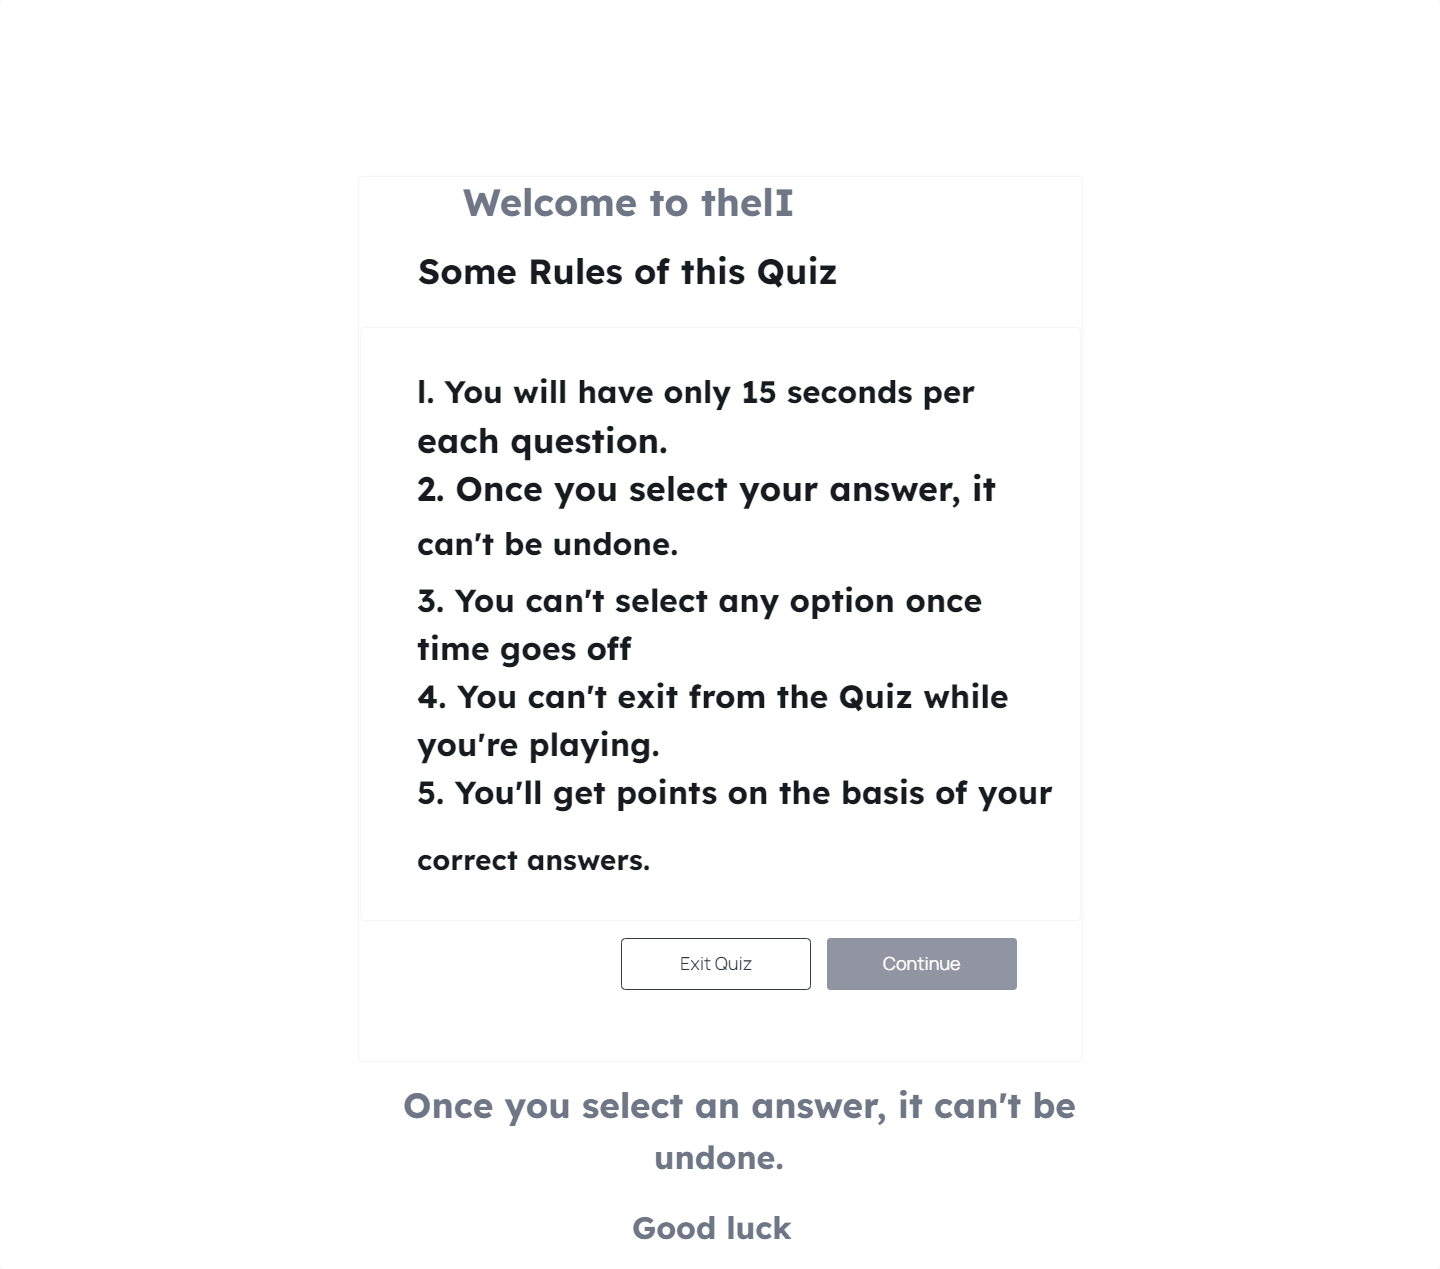 Welcome to thelI
Some Rules of this Quiz
l. You will have only 15 seconds per
each question.
2. Once you select your answer, it
can't be undone.
3. You can't select any option once
time goes off
4. You can't exit from the Quiz while
you're playing.
5. You'll get points on the basis of your
correct answers.
Exit Quiz Continue
Once you select an answer, it can't be
undone.
Good luck